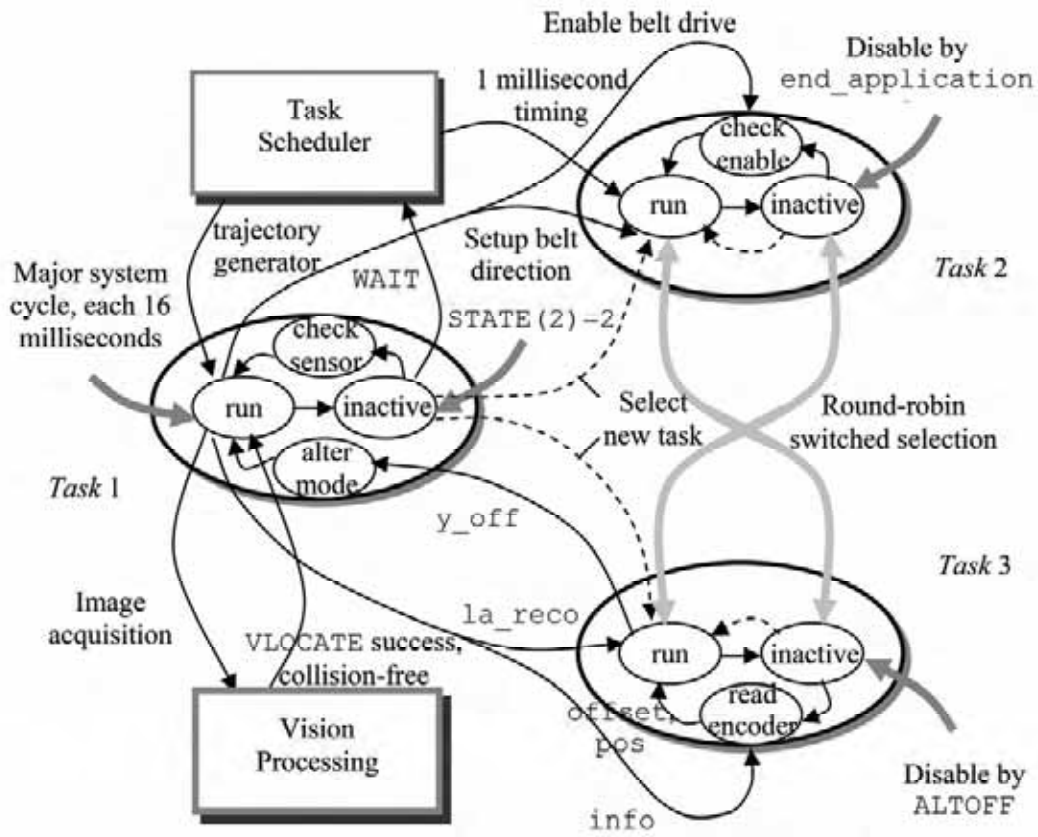 Enable belt drive
Disable by
end_application
1 millisecond
timing
Task
Scheduler
check
enable
run
inactive
Task 2
trajectory
generator
WAIT
Setup belt
direction
Major system
cycle, each 16
milliseconds
STATE(2)-2
check
sensor
run
inactive
alter
mode
Task 1
Select
new task
Round-robin
switched selection
y_off
Task 3
Image
acquisition
la_reco
VLOCATE success,
collision-free
run
inactive
read
encoder
offset,
pos
Vision
Processing
info
Disable by
ALTOFF